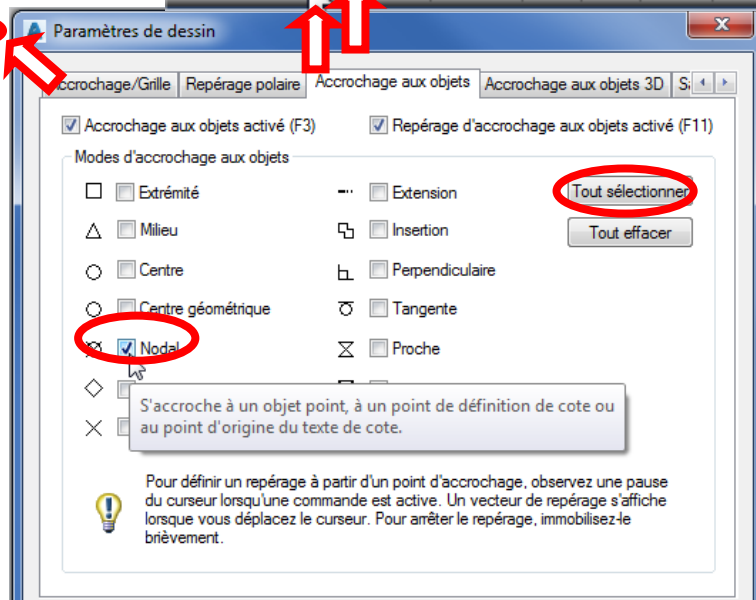 Paramètres de dessin
Accrochage/Grille Repérage polaire Accrochage aux objets Accrochage aux objets 3D
Accrochage aux objets activé (F3) Repérage d'accrochage aux objets activé (F11)
Modes d'accrochage aux objets
Extrémité Extension Tout sélectionner
Milieu Insertion Tout effacer
Centre Perpendiculaire
Centre géométrique Tangente
Nodal Proche
S'accroche à un objet point, à un point de définition de cote ou
au point d'origine du texte de cote.
Pour définir un repérage à partir d'un point d'accrochage, observez une pause
du curseur lorsqu'une commande est active. Un vecteur de repérage s'affiche
lorsque vous déplacez le curseur. Pour arrêter le repérage, immobilisez-le
brièvement.